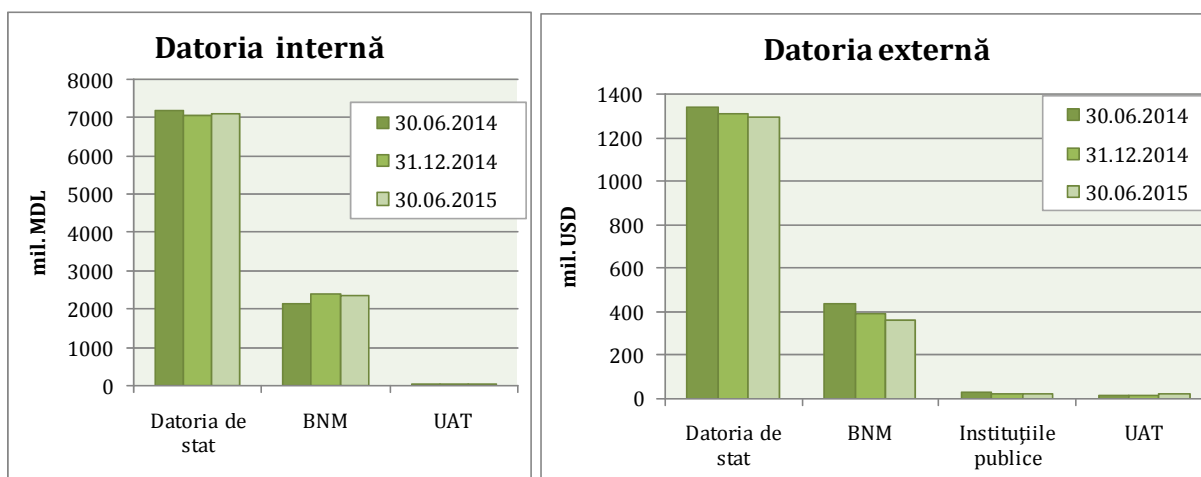 Datoria internă
mil. MDL
8000
7000
6000
5000
4000
3000
2000
1000
0
30.06.2014
31.12.2014
30.06.2015
Datoria de
stat
BNM
UAT
Datoria externă
mil. USD
1400
1200
1000
800
600
400
200
0
30.06.2014
31.12.2014
30.06.2015
Datoria de
stat
BNM
Instituțiile
publice
UAT